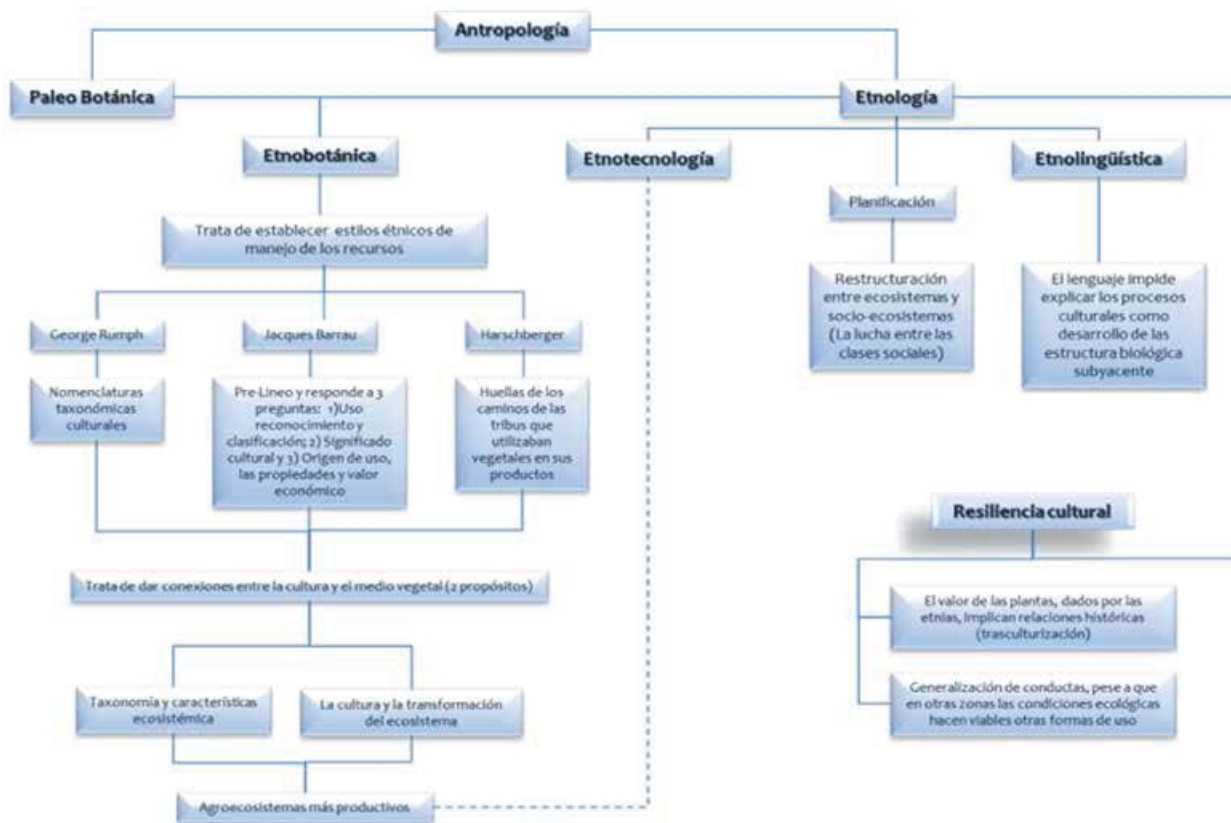 Antropología
Paleo Botánica
Etnología
Etnobotánica
Etnotecnología
Etnolingüística
Planificación
Trata de establecer estilos étnicos de
manejo de los recursos
Restructuración
entre ecosistemas y
socio-ecosistemas
(La lucha entre las
clases sociales)
El lenguaje impide
explicar los procesos
culturales como
desarrollo de las
estructura biológica
subyacente
George Rumph
Jacques Barrau
Harschberger
Nomenclaturas
taxonómicas
culturales
Pre-Lineo y responde a 3
preguntas: 1)Uso
reconocimiento y
clasificación; 2) Significado
cultural y 3) Origen de uso,
las propiedades y valor
económico
Huellas de los
caminos de las
tribus que
utilizaban
vegetales en sus
productos
Resiliencia cultural
Trata de dar conexiones entre la cultura y el medio vegetal (2 propósitos)
El valor de las plantas, dados por las
etnias, implican relaciones históricas
(trasculturización)
Taxonomía y características
ecosistémica
La cultura y la transformación
del ecosistema
Generalización de conductas, pese a que
en otras zonas las condiciones ecológicas
hacen viables otras formas de uso
Agroecosistemas más productivos